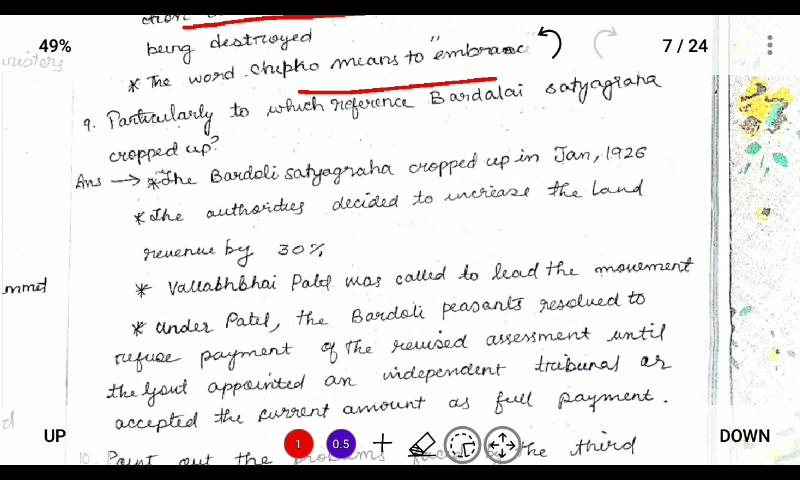 ction
49%
being destroyed
7 / 24
* The word Chipko means to "embrace"
9. Particularly to which reference Bardalai satyagraha
cropped up?
Ans → * The Bardoli satyagraha cropped up in Jan, 1926
* The authorities decided to increase the land
revenue by 30%
* Vallabhbhai Patel was called to lead the movement
* under Patel, the Bardoli peasants resolved to
refuse payment of the revised assessment until
the Govt appointed an independent tribunal or
accepted the current amount as full payment.
UP
1
0.5
DOWN
10. Point out the problems faced by the third